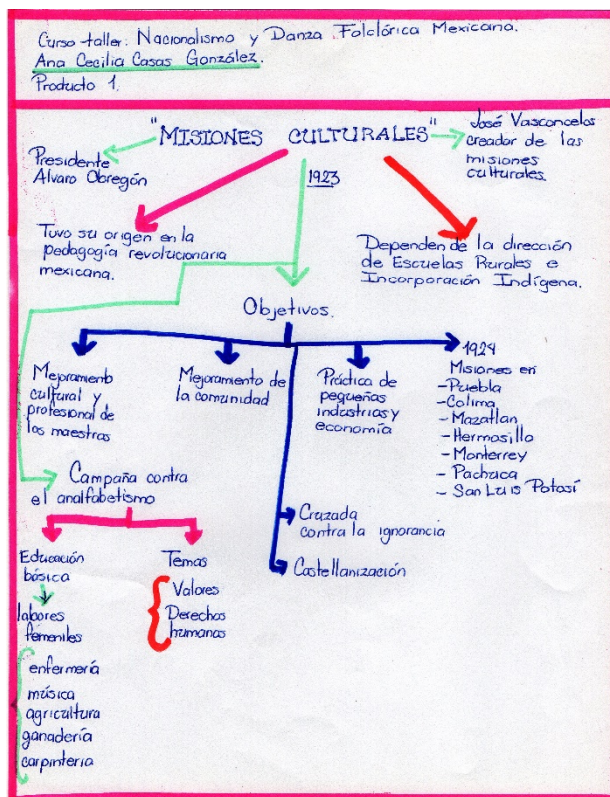 Curso-taller: Nacionalismo y Danza Folclórica Mexicana.
Ana Cecilia Casas González.
Producto 1.
"MISIONES CULTURALES"
José Vasconcelos
creador de las
misiones
culturales.
Presidente
Alvaro Obregón
1923
Tuvo su origen en la
pedagogía revolucionaria
mexicana.
Dependen de la dirección
de Escuelas Rurales e
Incorporación Indígena.
Objetivos.
Mejoramiento
cultural y
profesional de
los maestros
Mejoramiento de
la comunidad
Práctica de
pequeñas
industrias y
economía
1924
Misiones en
-Puebla
-Colima
-Mazatlan
-Hermosillo
-Monterrey
-Pachuca
-San Luis Potosí
Campaña contra
el analfabetismo
Cruzada
contra la ignorancia
Castellanización
Educación
básica
labores
femeniles
enfermería
música
agricultura
ganadería
carpintería
Temas
Valores
Derechos
humanos